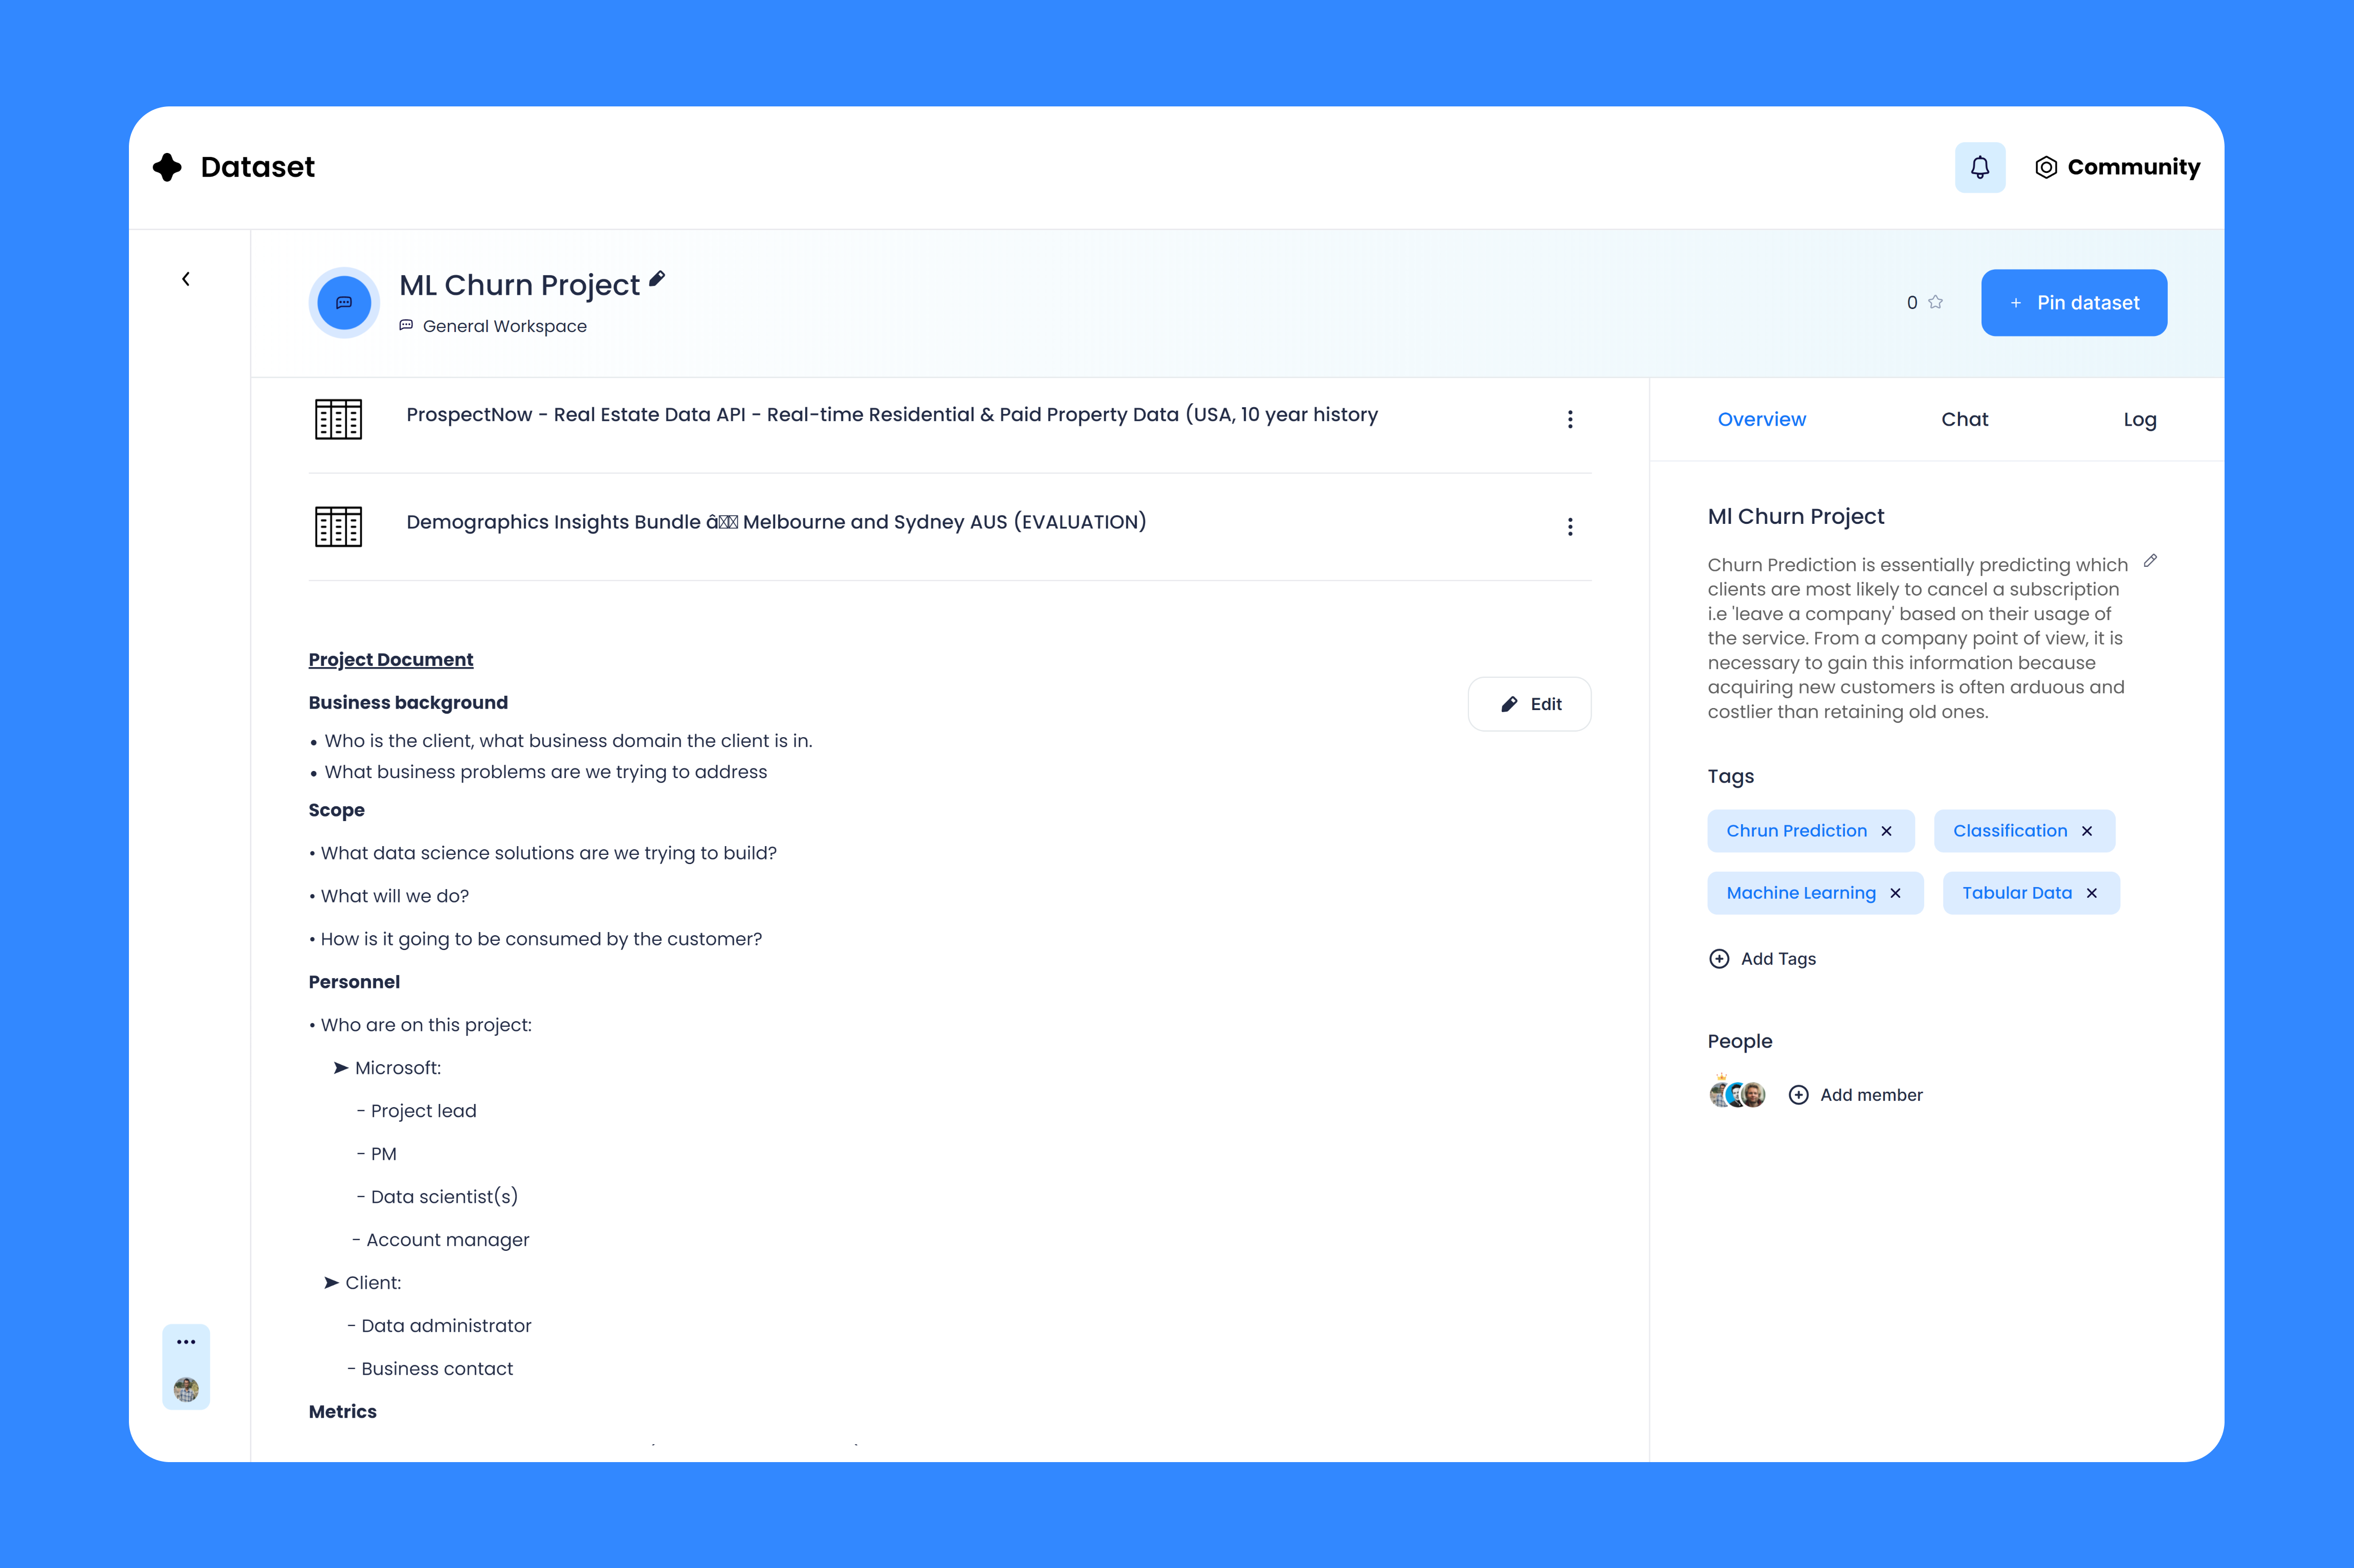 Dataset
Community
ML Churn Project
General Workspace
0
+ Pin dataset
ProspectNow - Real Estate Data API - Real-time Residential & Paid Property Data (USA, 10 year history
Demographics Insights Bundle â Melbourne and Sydney AUS (EVALUATION)
Project Document
Business background
Edit
• Who is the client, what business domain the client is in.
• What business problems are we trying to address
Scope
• What data science solutions are we trying to build?
• What will we do?
• How is it going to be consumed by the customer?
Personnel
• Who are on this project:
➤ Microsoft:
- Project lead
- PM
- Data scientist(s)
- Account manager
➤ Client:
- Data administrator
- Business contact
Metrics
Overview Chat Log
Ml Churn Project
Churn Prediction is essentially predicting which
clients are most likely to cancel a subscription
i.e 'leave a company' based on their usage of
the service. From a company point of view, it is
necessary to gain this information because
acquiring new customers is often arduous and
costlier than retaining old ones.
Tags
Chrun Prediction × Classification ×
Machine Learning × Tabular Data ×
Add Tags
People
Add member